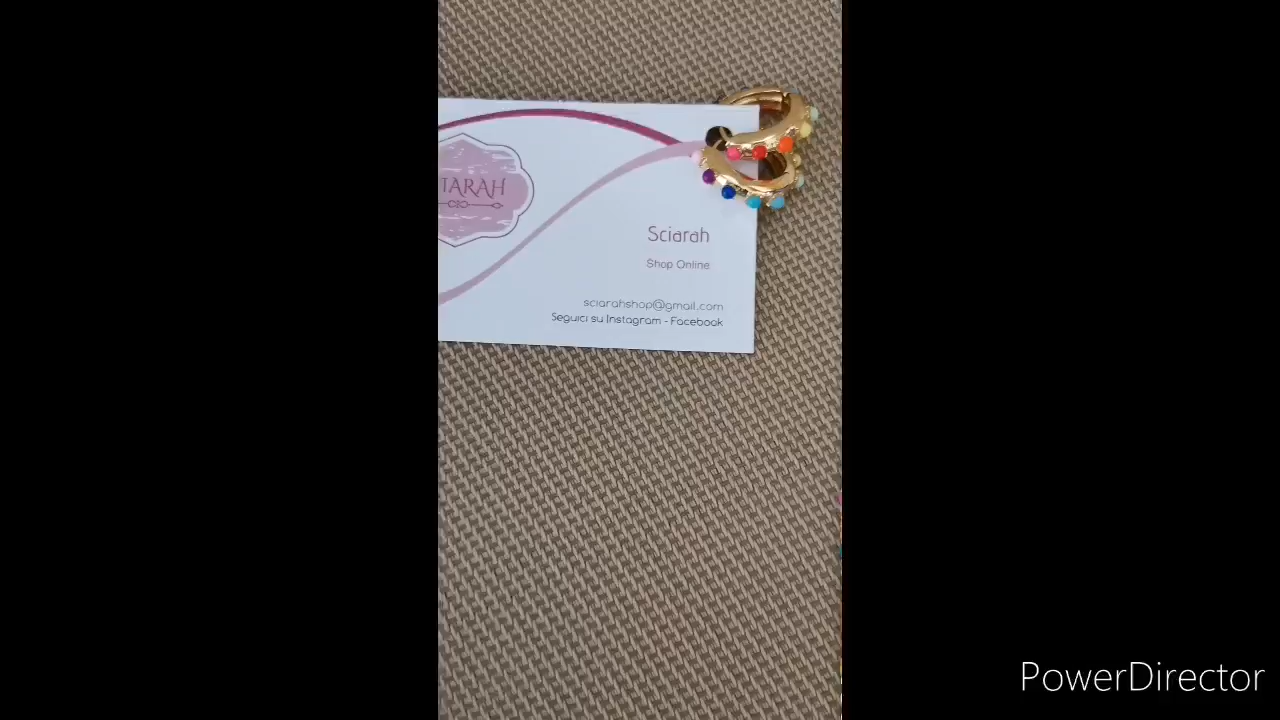 IARAH
Sciarah
Shop Online
sciarahshop@gmail.com
Seguici su Instagram - Facebook
PowerDirector